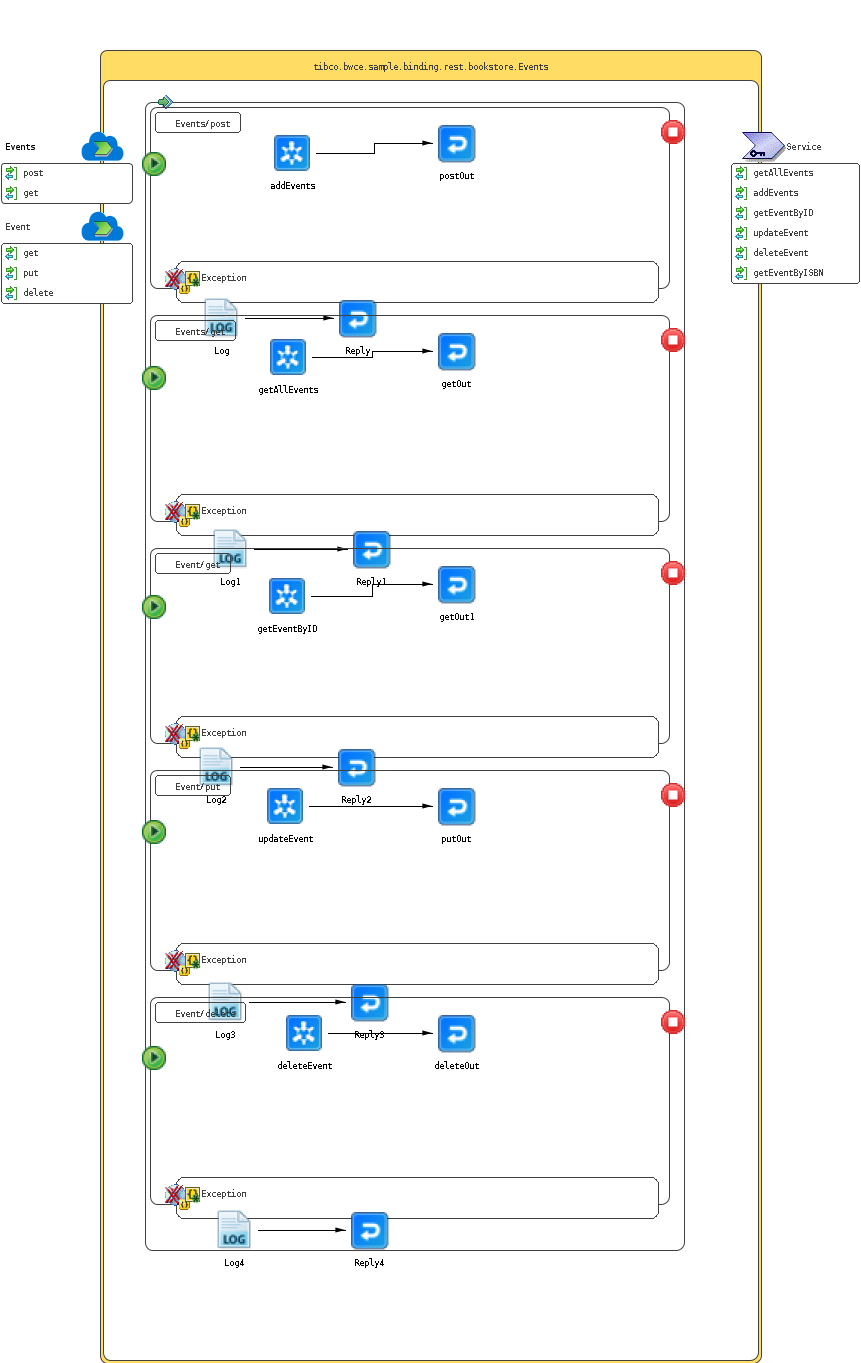 tibco.bwce.sample.binding.rest.bookstore.Events
Events
post
get
Event
get
put
delete
Service
getAllEvents
addEvents
getEventByID
updateEvent
deleteEvent
getEventByISBN
Events/post
addEvents
postOut
Exception
LOG
Log
Reply
Events/get
getAllEvents
getOut
Exception
LOG
Log1
Reply1
Event/get
getEventByID
getOut1
Exception
LOG
Log2
Reply2
Event/put
updateEvent
putOut
Exception
LOG
Log3
Reply3
Event/delete
deleteEvent
deleteOut
Exception
LOG
Log4
Reply4